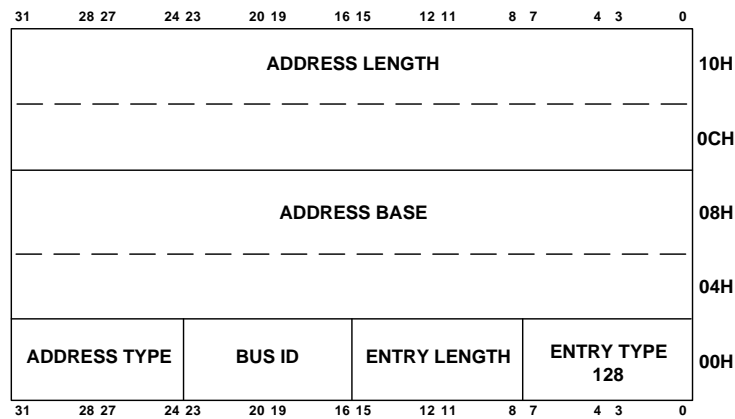 31 28 27 24 23 20 19 16 15 12 11 8 7 4 3 0
ADDRESS LENGTH 10H
0CH
ADDRESS BASE 08H
04H
ADDRESS TYPE BUS ID ENTRY LENGTH ENTRY TYPE 00H
128
31 28 27 24 23 20 19 16 15 12 11 8 7 4 3 0